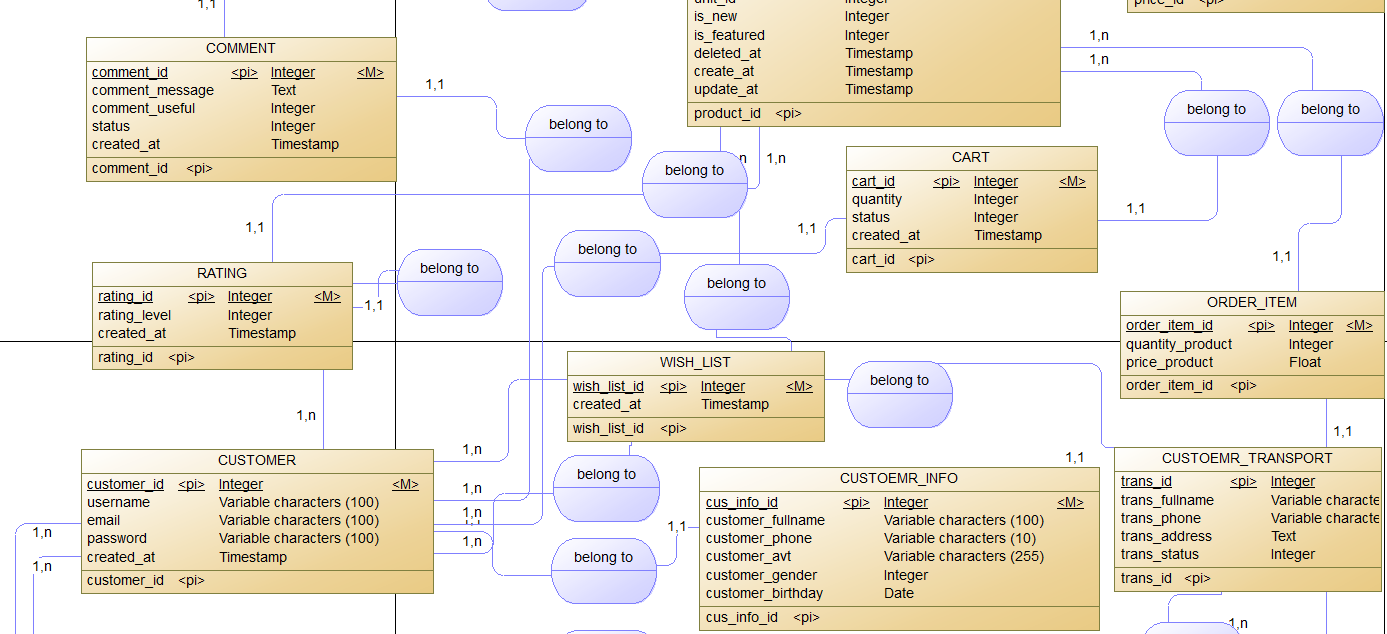 1,1
unit_id Integer
is_new Integer
is_featured Integer
deleted_at Timestamp
create_at Timestamp
update_at Timestamp
product_id <pi>
price_id <pi>
COMMENT
comment_id <pi> Integer <M>
comment_message Text
comment_useful Integer
status Integer
created_at Timestamp
comment_id <pi>
1,1
belong to
1,n
1,n
belong to
belong to
belong to
n
1,n
CART
cart_id <pi> Integer <M>
quantity Integer
status Integer
created_at Timestamp
cart_id <pi>
1,1
1,1
1,1
belong to
1,1
belong to
belong to
RATING
rating_id <pi> Integer <M>
rating_level Integer
created_at Timestamp
rating_id <pi>
1,1
ORDER_ITEM
order_item_id <pi> Integer <M>
quantity_product Integer
price_product Float
order_item_id <pi>
WISH_LIST
wish_list_id <pi> Integer <M>
created_at Timestamp
wish_list_id <pi>
belong to
1,n
1,1
CUSTOMER
customer_id <pi> Integer <M>
username Variable characters (100)
email Variable characters (100)
password Variable characters (100)
created_at Timestamp
customer_id <pi>
1,n
1,n
1,n
1,n
1,n
1,n
belong to
belong to
1,1
1,1
CUSTOEMR_INFO
cus_info_id <pi> Integer <M>
customer_fullname Variable characters (100)
customer_phone Variable characters (10)
customer_avt Variable characters (255)
customer_gender Integer
customer_birthday Date
cus_info_id <pi>
CUSTOEMR_TRANSPORT
trans_id <pi> Integer
trans_fullname Variable characte
trans_phone Variable characte
trans_address Text
trans_status Integer
trans_id <pi>
1,n